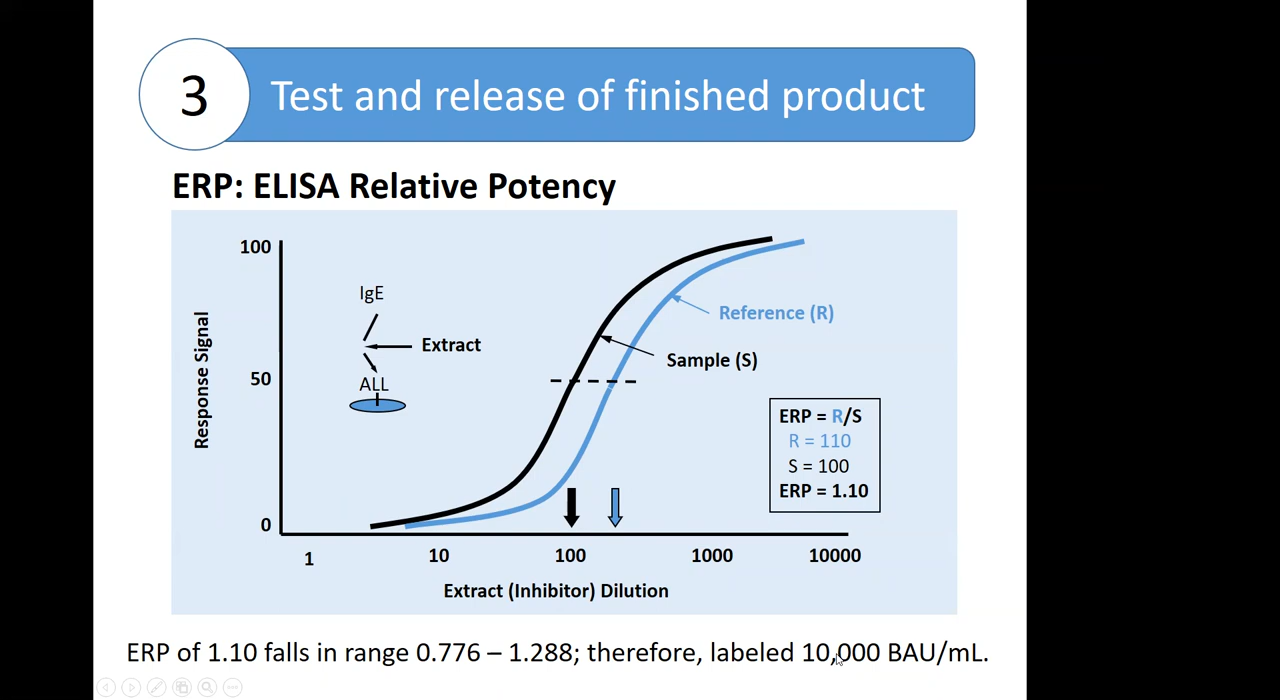 3
Test and release of finished product
ERP: ELISA Relative Potency
100
50
0
Response Signal
IgE
Extract
ALL
Reference (R)
Sample (S)
ERP = R/S
R = 110
S = 100
ERP = 1.10
1
10
100
1000
10000
Extract (Inhibitor) Dilution
ERP of 1.10 falls in range 0.776 – 1.288; therefore, labeled 10,000 BAU/mL.